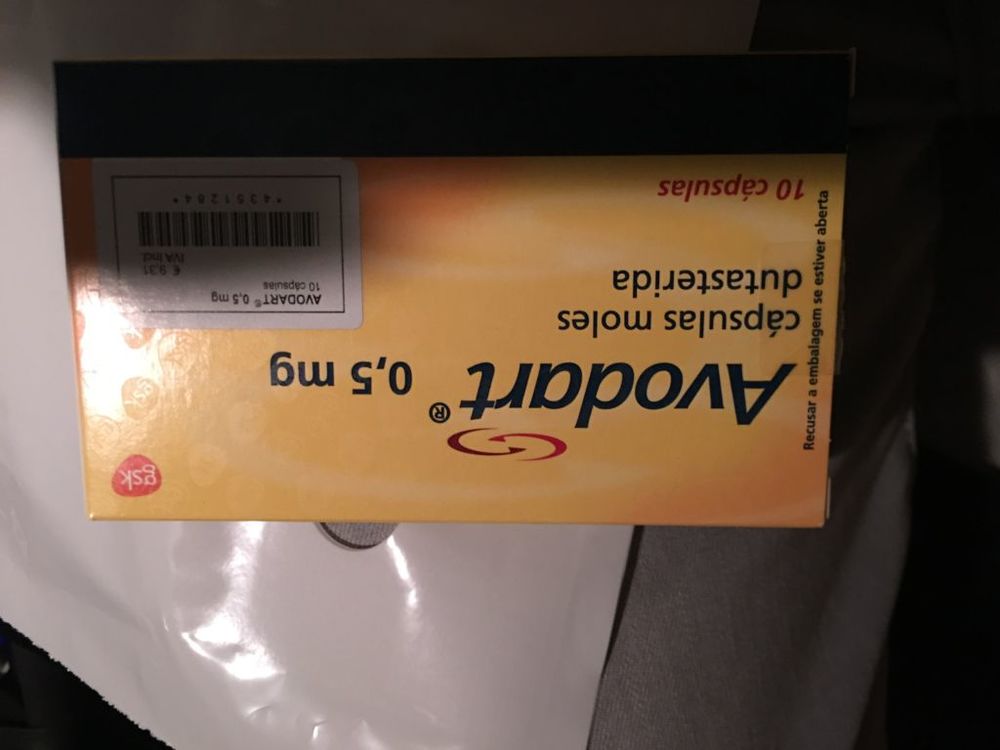 gsk
Avodart® 0,5 mg
cápsulas moles
dutasterida
10 cápsulas
Recusar a embalagem se estiver aberta
AVODART® 0,5 mg
10 cápsulas
€ 9,31
IVA Incl.
*4351284*